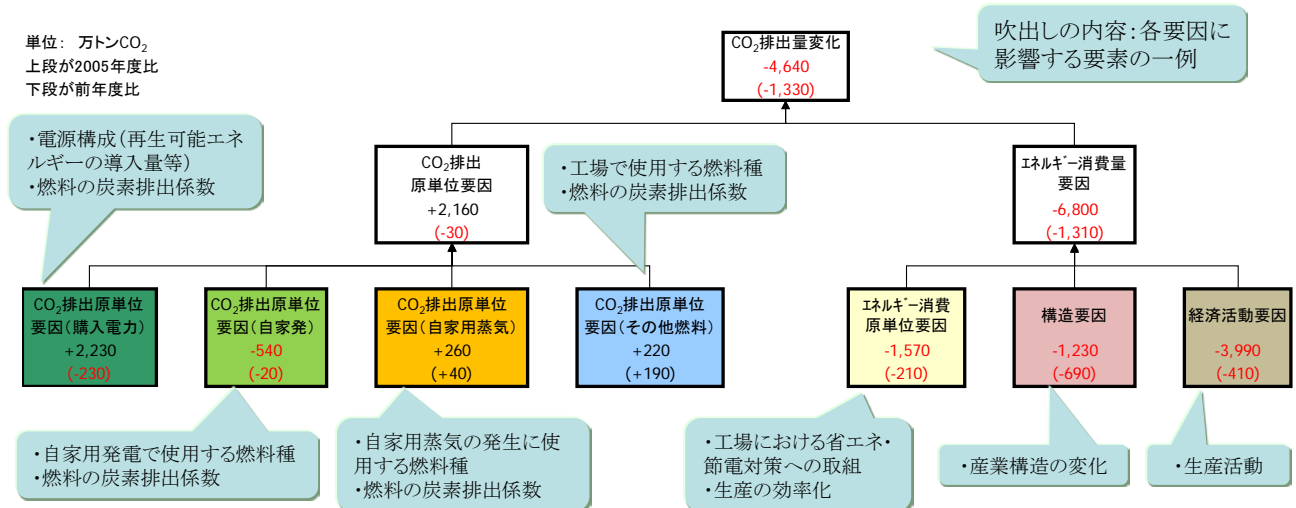 単位： 万トンCO₂
上段が2005年度比
下段が前年度比
CO₂排出量変化
-4,640
(-1,330)
吹出しの内容：各要因に
影響する要素の一例
・電源構成（再生可能エネ
ルギーの導入量等）
・燃料の炭素排出係数
CO₂排出
原単位要因
+2,160
(-30)
・工場で使用する燃料種
・燃料の炭素排出係数
ｴﾈﾙｷﾞｰ消費量
要因
-6,800
(-1,310)
CO₂排出原単位
要因（購入電力）
+2,230
(-230)
CO₂排出原単位
要因（自家発）
-540
(-20)
CO₂排出原単位
要因（自家用蒸気）
+260
(+40)
CO₂排出原単位
要因（その他燃料）
+220
(+190)
ｴﾈﾙｷﾞｰ消費
原単位要因
-1,570
(-210)
構造要因
-1,230
(-690)
経済活動要因
-3,990
(-410)
・自家用発電で使用する燃料種
・燃料の炭素排出係数
・自家用蒸気の発生に使
用する燃料種
・燃料の炭素排出係数
・工場における省エネ・
節電対策への取組
・生産の効率化
・産業構造の変化
・生産活動